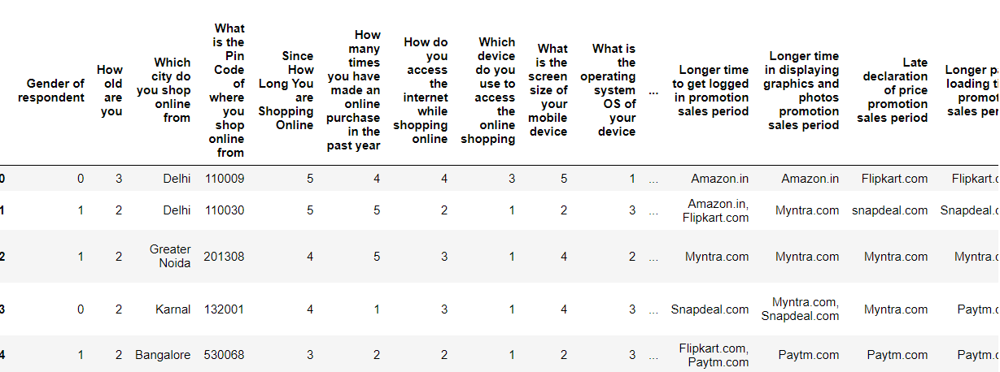 Gender of
respondent
How
old
are
you
Which
city do
you shop
online
from
What
is the
Pin
Code
of
where
you
shop
online
from
Since
How
Long You
are
Shopping
Online
How
many
times
you have
made an
online
purchase
in the
past year
How do
you
access
the
internet
while
shopping
online
Which
device
do you
use to
access
the
online
shopping
What
is the
screen
size of
your
mobile
device
What is
the
operating
system
OS of
your
device
...
Longer time
to get logged
in promotion
sales period
Longer time
in displaying
graphics and
photos
promotion
sales period
Late
declaration
of price
promotion
sales period
Longer pa
loading ti
promot
sales per
0 0 3 Delhi 110009 5 4 4 3 5 1 ... Amazon.in Amazon.in Flipkart.com Flipkart.c
1 1 2 Delhi 110030 5 5 2 1 2 3 ... Amazon.in,
Flipkart.com Myntra.com snapdeal.com Snapdeal.c
2 1 2 Greater
Noida 201308 4 5 3 1 4 2 ... Myntra.com Myntra.com Myntra.com Myntra.c
3 0 2 Karnal 132001 4 1 3 1 4 3 ... Snapdeal.com Myntra.com,
Snapdeal.com Myntra.com Paytm.c
4 1 2 Bangalore 530068 3 2 2 1 2 3 ... Flipkart.com,
Paytm.com Paytm.com Paytm.com Paytm.c